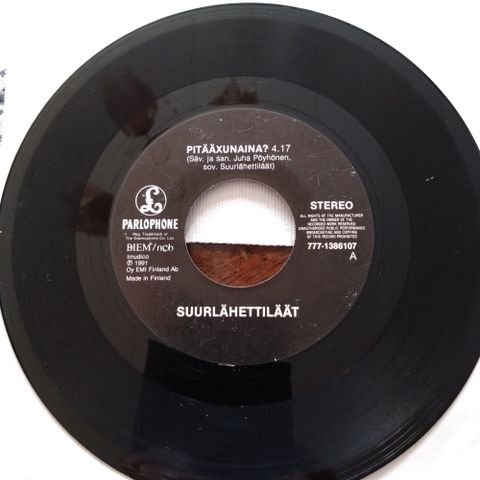 PITÄÄXUNAINA? 4.17
(Säv. ja san. Juha Pöyhönen,
sov. Suurlähettiläät)
£
PARLOPHONE
Reg. Trademark of
The Gramophone Co. Ltd.
BIEM/ncb
Imudico
℗ 1991
Oy EMI Finland Ab
Made in Finland
STEREO
ALL RIGHTS OF THE MANUFACTURER
AND THE OWNER OF THE
RECORDED WORK RESERVED
UNAUTHORISED PUBLIC PERFORMANCE
BROADCASTING AND COPYING
OF THIS RECORD PROHIBITED
777-1386107
A
SUURLÄHETTILÄÄT